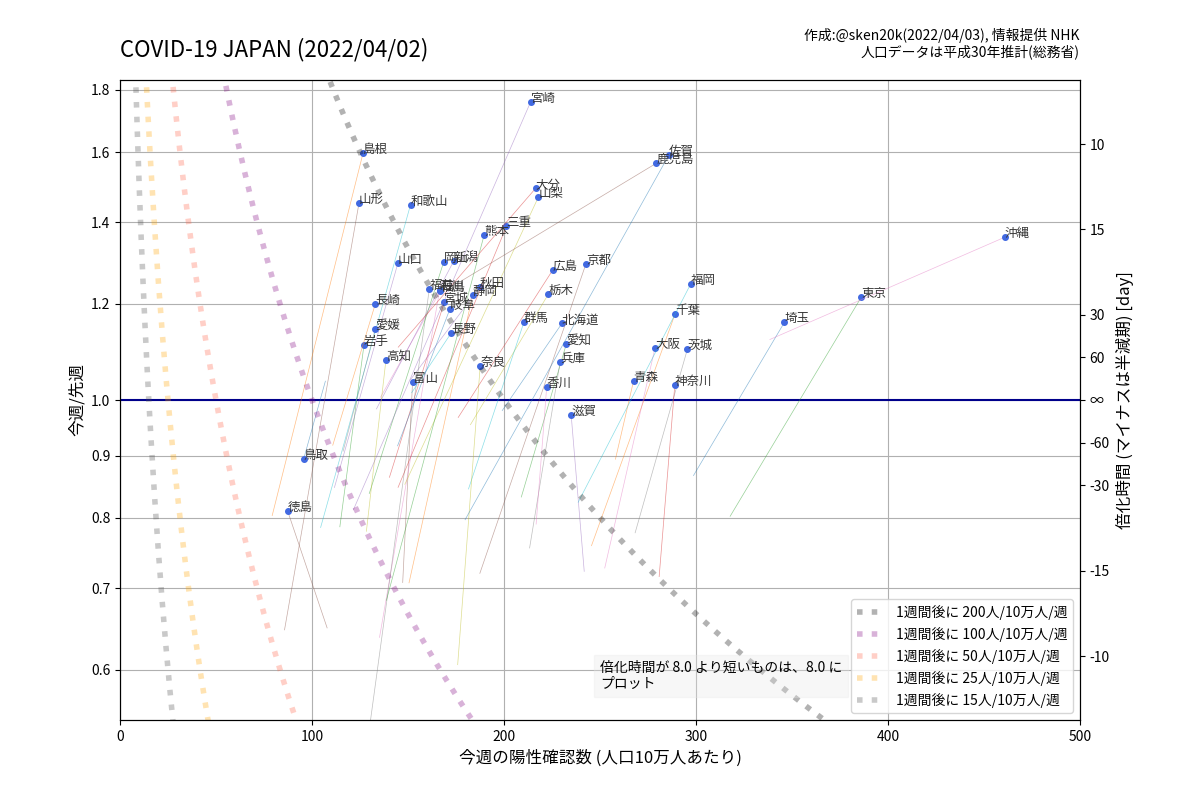 COVID-19 JAPAN (2022/04/02)
作成:@sken20k(2022/04/03), 情報提供 NHK
人口データは平成30年推計(総務省)
今週/先週
1.8
1.6
1.4
1.2
1.0
0.9
0.8
0.7
0.6
宮崎
島根
佐賀
鹿児島
大分
山梨
山形
和歌山
三重
熊本
沖縄
山口
岡山
新潟
広島
京都
福岡
秋田
静岡
栃木
東京
宮城
岐阜
長崎
千葉
群馬
北海道
埼玉
愛媛
長野
岩手
愛知
大阪
茨城
高知
奈良
兵庫
富山
香川
青森
神奈川
滋賀
鳥取
徳島
10
15
30
60
∞
-60
-30
-15
-10
倍化時間 (マイナスは半減期) [day]
倍化時間が 8.0 より短いものは、8.0 に
プロット
1週間後に 200人/10万人/週
1週間後に 100人/10万人/週
1週間後に 50人/10万人/週
1週間後に 25人/10万人/週
1週間後に 15人/10万人/週
0
100
200
300
400
500
今週の陽性確認数 (人口10万人あたり)